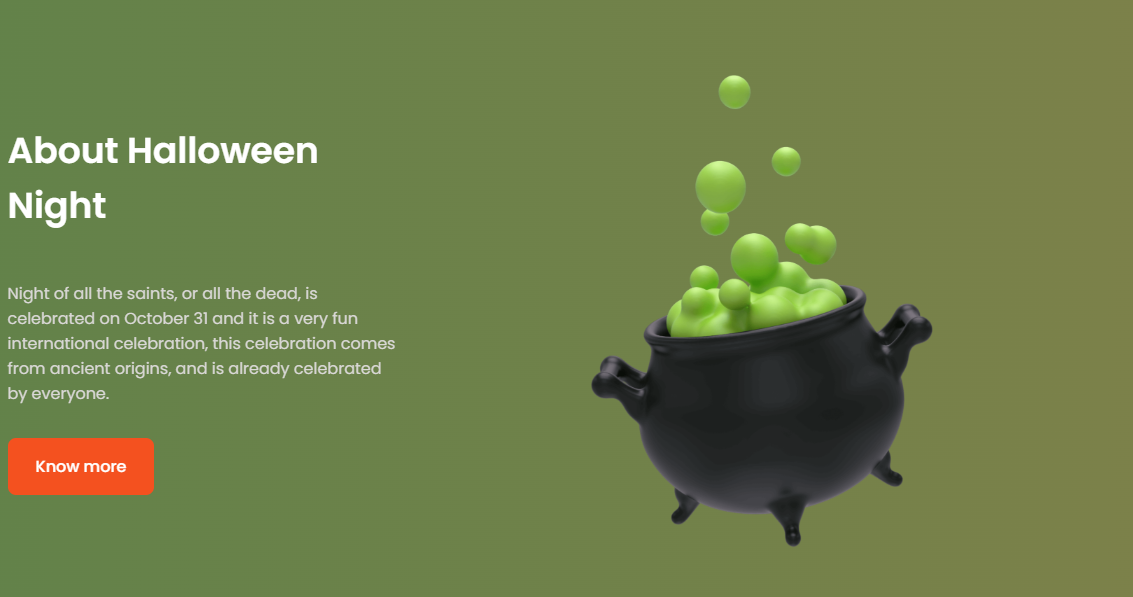 About Halloween
Night
Night of all the saints, or all the dead, is
celebrated on October 31 and it is a very fun
international celebration, this celebration comes
from ancient origins, and is already celebrated
by everyone.
Know more